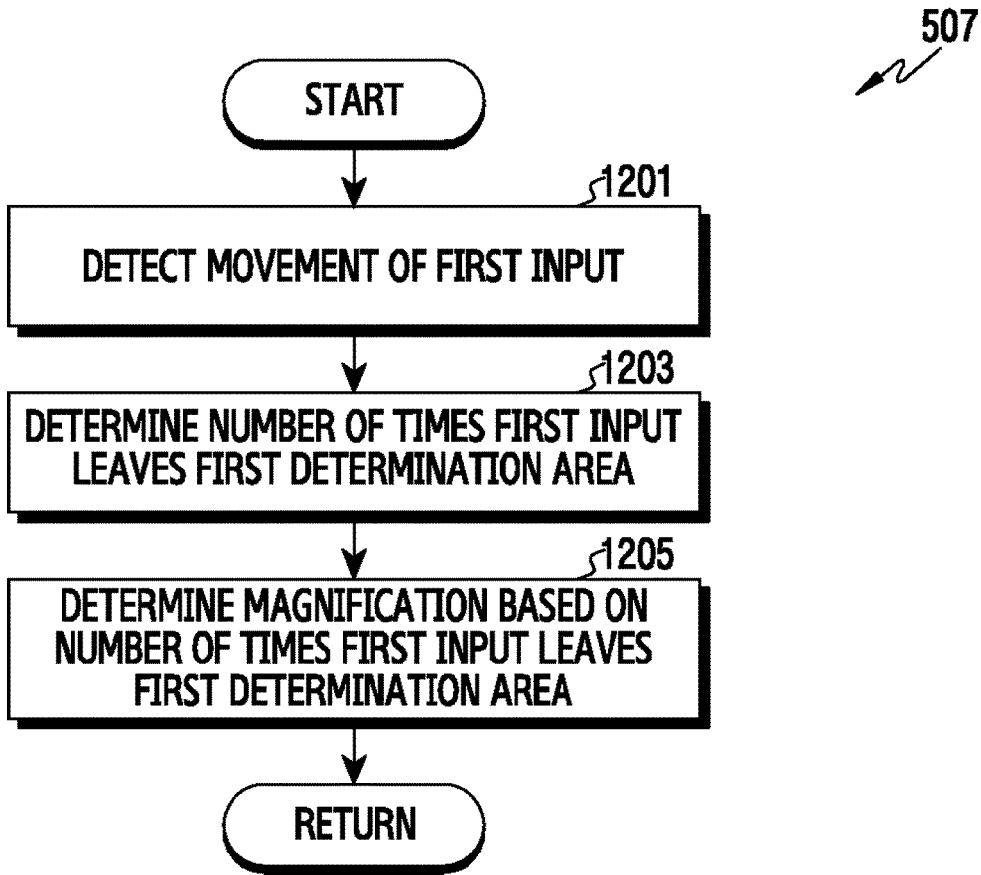 507
START
1201
DETECT MOVEMENT OF FIRST INPUT
1203
DETERMINE NUMBER OF TIMES FIRST INPUT
LEAVES FIRST DETERMINATION AREA
1205
DETERMINE MAGNIFICATION BASED ON
NUMBER OF TIMES FIRST INPUT LEAVES
FIRST DETERMINATION AREA
RETURN